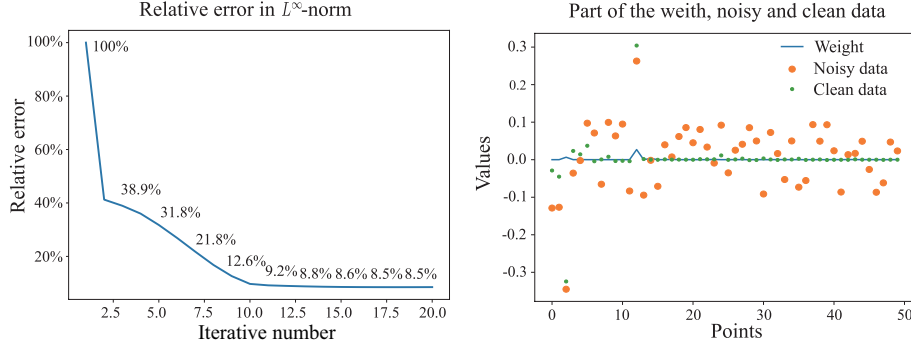 Relative error in L∞-norm
100%
80%
60%
40%
20%
Relative error
100%
38.9%
31.8%
21.8%
12.6%
9.2% 8.8% 8.6% 8.5% 8.5%
2.5 5.0 7.5 10.0 12.5 15.0 17.5 20.0
Iterative number
Part of the weith, noisy and clean data
0.3
0.2
0.1
0.0
-0.1
-0.2
-0.3
Values
Weight
Noisy data
Clean data
0 10 20 30 40 50
Points